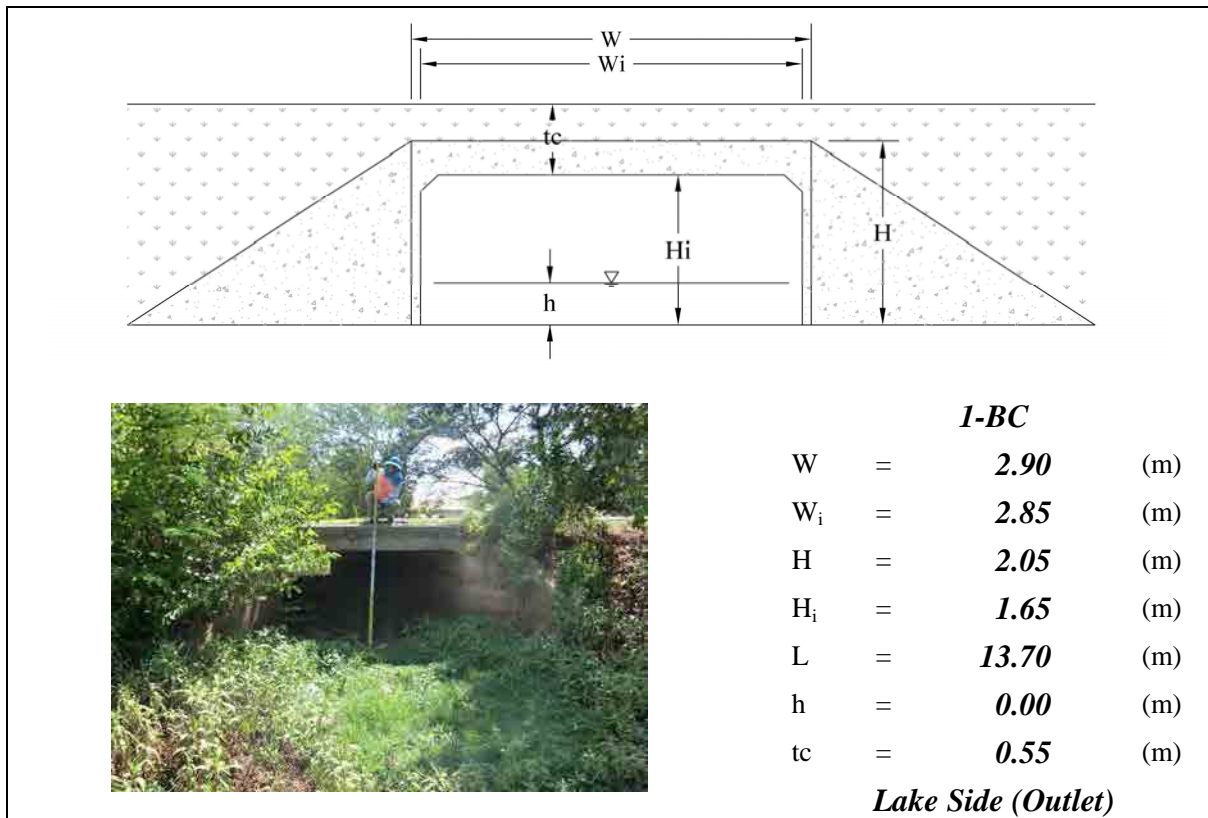 W
Wi
tc
Hi
H
h
1-BC
W = 2.90 (m)
Wi = 2.85 (m)
H = 2.05 (m)
Hi = 1.65 (m)
L = 13.70 (m)
h = 0.00 (m)
tc = 0.55 (m)
Lake Side (Outlet)